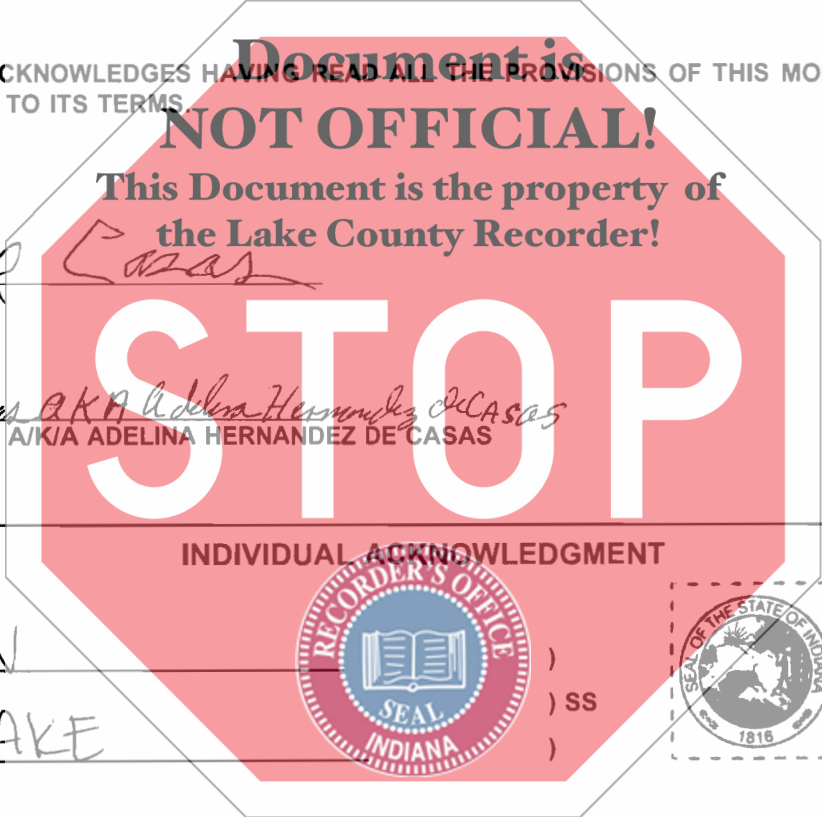 Document is
CKNOWLEDGES HAVING READ ALL THE PROVISIONS OF THIS MO
TO ITS TERMS.
NOT OFFICIAL!
This Document is the property of
the Lake County Recorder!
Casas
STOP
aKA Adelina Hernandez deCASas
A/K/A ADELINA HERNANDEZ DE CASAS
INDIVIDUAL ACKNOWLEDGMENT
RECORDER'S OFFICE
SEAL
INDIANA
)
) SS
)
AKE
SEAL OF THE STATE OF INDIANA
1816